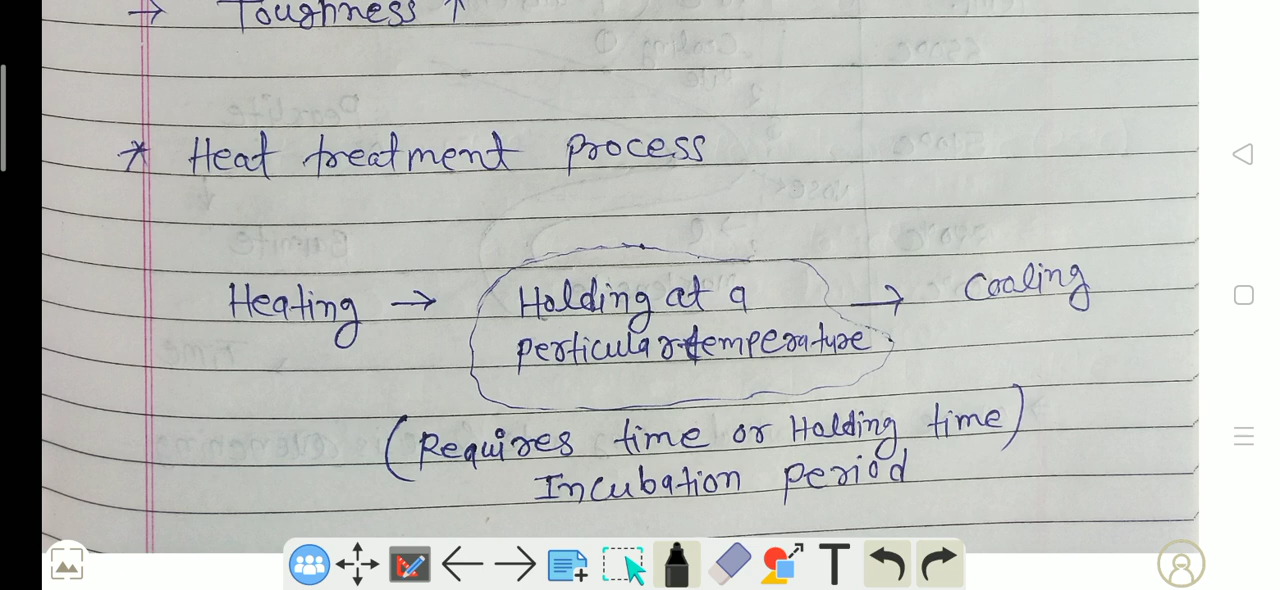 → Toughness ↑
* Heat treatment process
Heating → Holding at a → Cooling
perticular temperature
(Requires time or Holding time)
Incubation period
T